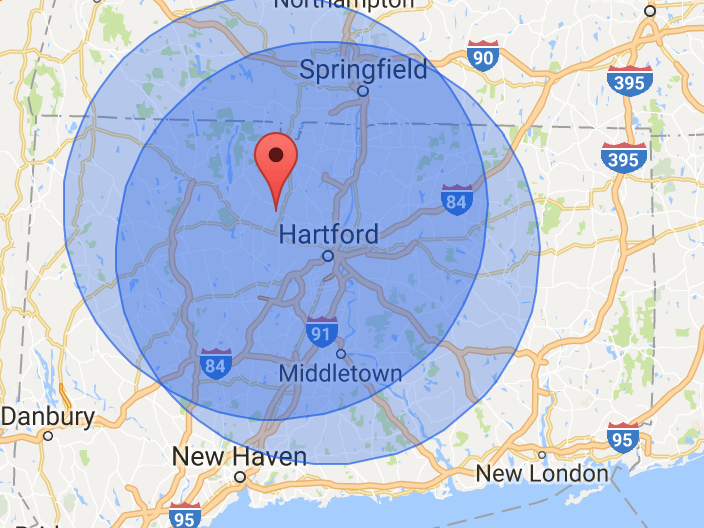 Northampton
90
Springfield
395
395
84
Hartford
91
84
Middletown
Danbury
95
New Haven
New London
95